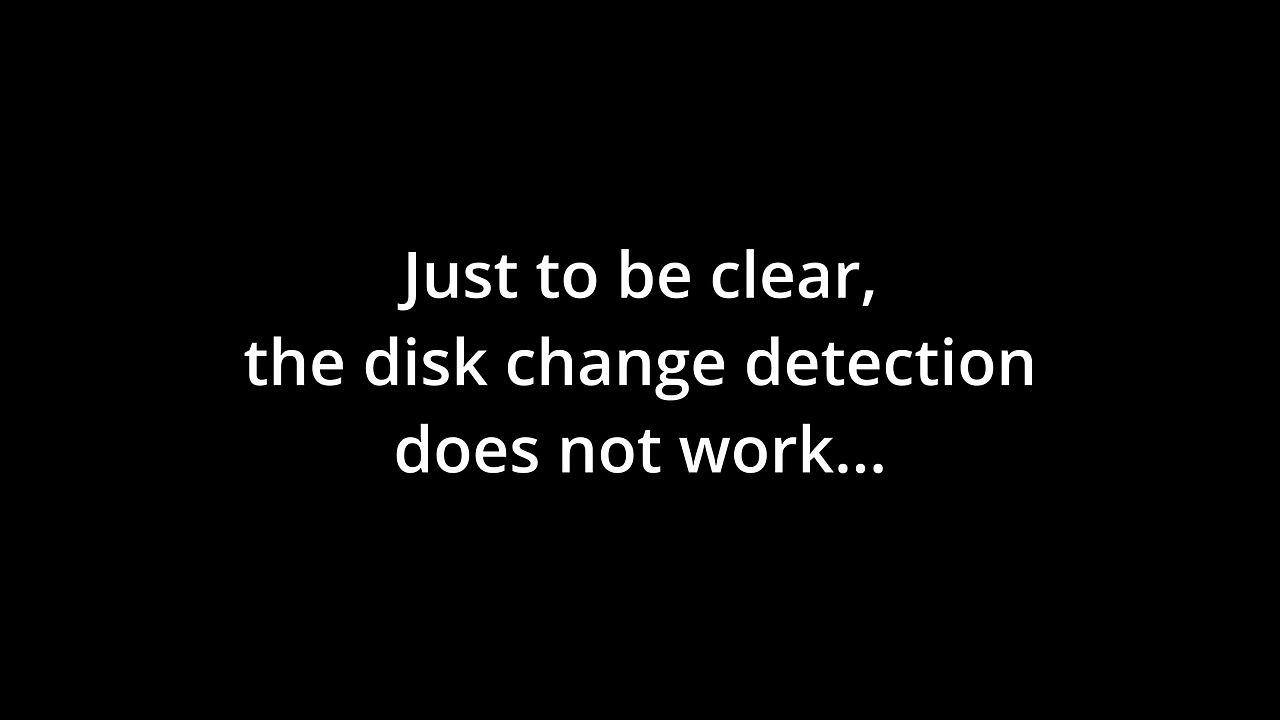 Just to be clear,
the disk change detection
does not work...